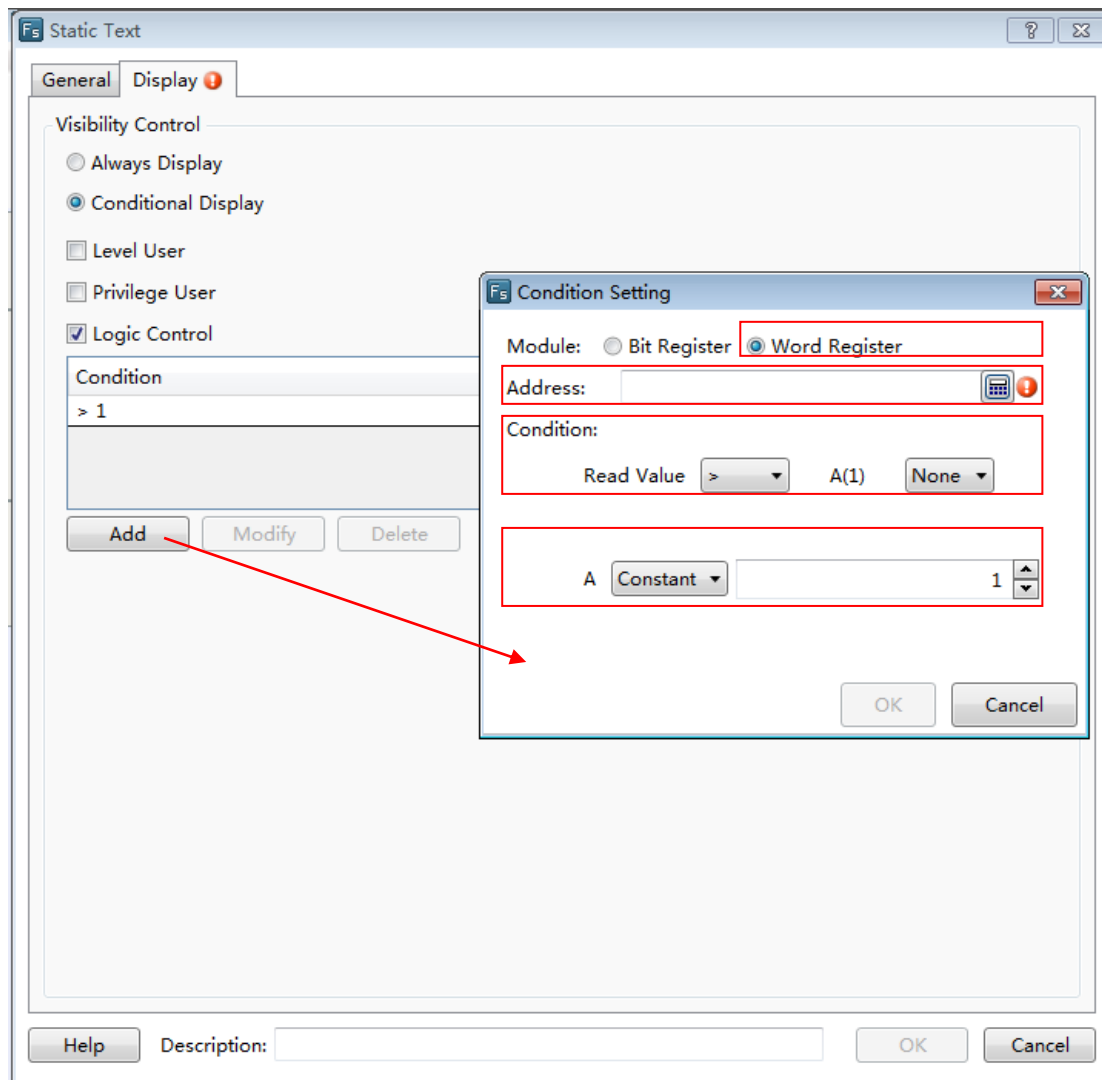 Fs Static Text
General Display
Visibility Control
Always Display
Conditional Display
Level User
Privilege User
Logic Control
Condition
> 1
Add Modify Delete
Fs Condition Setting
Module: Bit Register Word Register
Address:
Condition:
Read Value > A(1) None
A Constant 1
OK Cancel
Help Description: OK Cancel